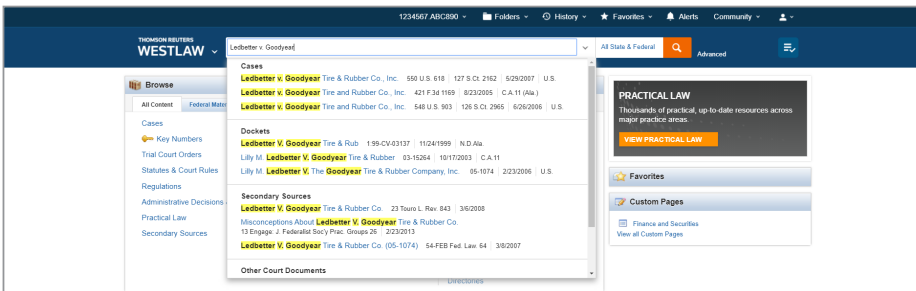 1234567.ABC890 Folders History Favorites Alerts Community
THOMSON REUTERS
WESTLAW
Ledbetter v. Goodyear
All State & Federal
Advanced
Browse
All Content Federal Mater
Cases
Key Numbers
Trial Court Orders
Statutes & Court Rules
Regulations
Administrative Decisions
Practical Law
Secondary Sources
Cases
Ledbetter v. Goodyear Tire & Rubber Co., Inc. 550 U.S. 618 127 S.Ct. 2162 5/29/2007 U.S.
Ledbetter v. Goodyear Tire and Rubber Co., Inc. 421 F.3d 1169 8/23/2005 C.A.11 (Ala.)
Ledbetter v. Goodyear Tire and Rubber Co., Inc. 548 U.S. 903 126 S.Ct. 2965 6/26/2006 U.S.
Dockets
Ledbetter V. Goodyear Tire & Rub 1:99-CV-03137 11/24/1999 N.D.Ala.
Lilly M. Ledbetter V. Goodyear Tire & Rubber 03-15264 10/17/2003 C.A.11
Lilly M. Ledbetter V. The Goodyear Tire & Rubber Company, Inc. 05-1074 2/23/2006 U.S.
Secondary Sources
Ledbetter V. Goodyear Tire & Rubber Co. 23 Touro L. Rev. 843 3/6/2008
Misconceptions About Ledbetter V. Goodyear Tire & Rubber Co.
13 Engage: J. Federalist Soc'y Prac. Groups 26 2/23/2013
Ledbetter V. Goodyear Tire & Rubber Co. (05-1074) 54-FEB Fed. Law. 64 3/8/2007
Other Court Documents
Directories
PRACTICAL LAW
Thousands of practical, up-to-date resources across
major practice areas.
VIEW PRACTICAL LAW
Favorites
Custom Pages
Finance and Securities
View all Custom Pages